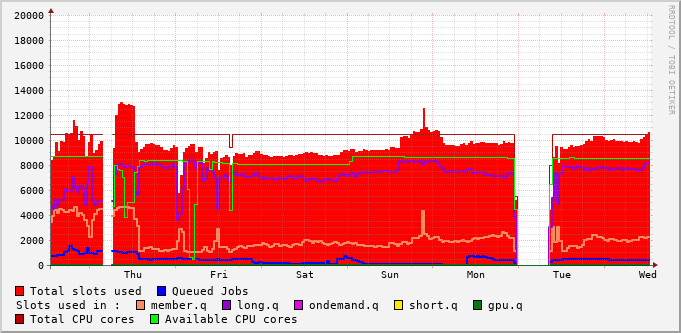 20000
18000
16000
14000
12000
10000
8000
6000
4000
2000
0
Thu Fri Sat Sun Mon Tue Wed
RRDTOOL / TOBI OETIKER
Total slots used Queued Jobs
Slots used in : member.q long.q ondemand.q short.q gpu.q
Total CPU cores Available CPU cores